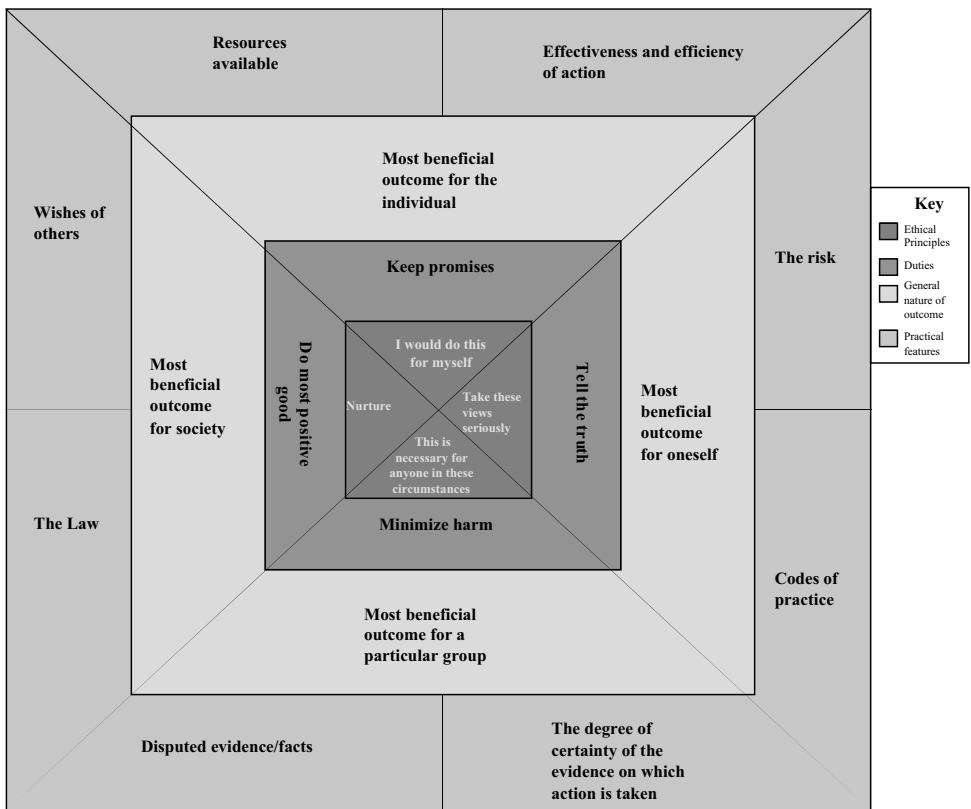 Resources
available
Effectiveness and efficiency
of action
Most beneficial
outcome for the
individual
Wishes of
others
Key
Ethical
Principles
Duties
General
nature of
outcome
Practical
features
The risk
Keep promises
I would do this
for myself
Do most positive
good
Nurture
Take these
views
seriously
Tell the truth
Most
beneficial
outcome
for society
Most
beneficial
outcome
for oneself
This is
necessary for
anyone in these
circumstances
Minimize harm
The Law
Codes of
practice
Most beneficial
outcome for a
particular group
Disputed evidence/facts
The degree of
certainty of the
evidence on which
action is taken